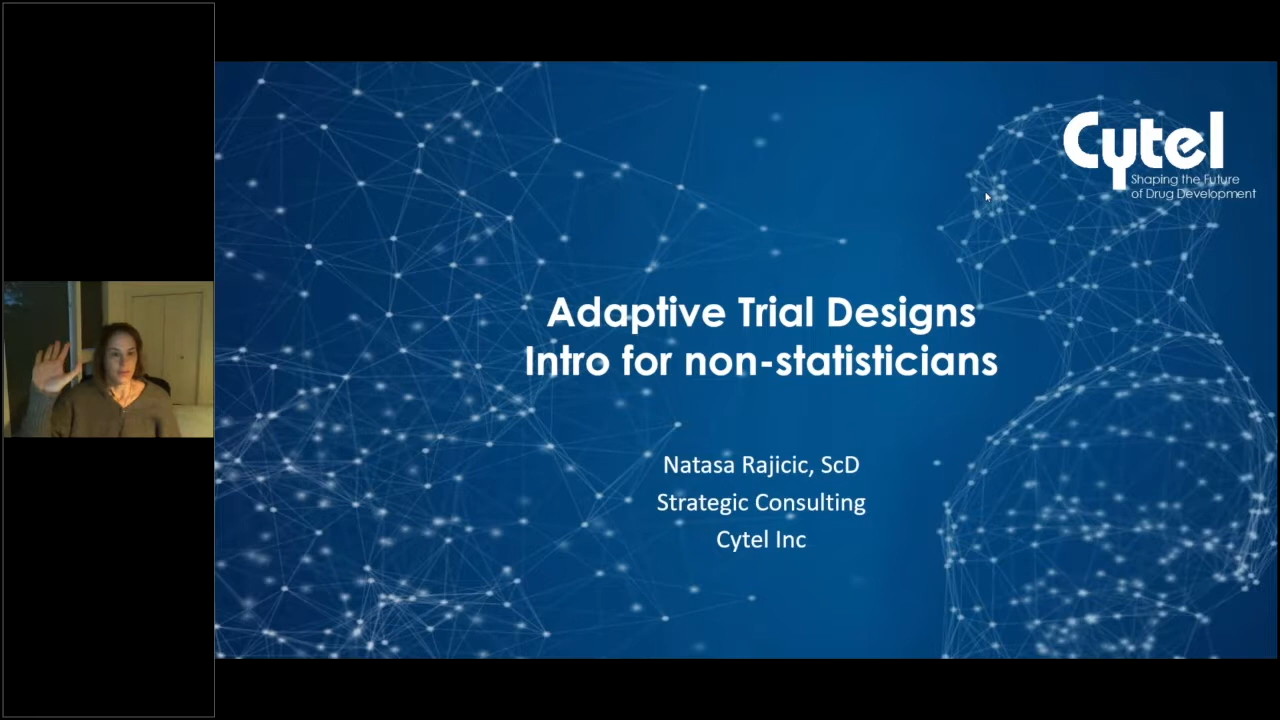 Cytel
Shaping the Future
of Drug Development
Adaptive Trial Designs
Intro for non-statisticians
Natasa Rajicic, ScD
Strategic Consulting
Cytel Inc